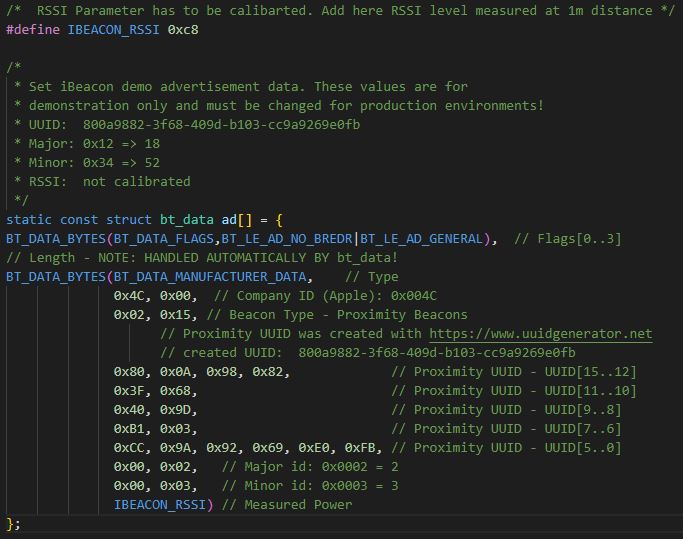 /*  RSSI Parameter has to be calibarted. Add here RSSI level measured at 1m distance */
#define IBEACON_RSSI 0xc8
/*
 * Set iBeacon demo advertisement data. These values are for
 * demonstration only and must be changed for production environments!
 * UUID:  800a9882-3f68-409d-b103-cc9a9269e0fb
 * Major: 0x12 => 18
 * Minor: 0x34 => 52
 * RSSI:  not calibrated
 */
static const struct bt_data ad[] = {
BT_DATA_BYTES(BT_DATA_FLAGS,BT_LE_AD_NO_BREDR|BT_LE_AD_GENERAL),  // Flags[0..3]
// Length - NOTE: HANDLED AUTOMATICALLY BY bt_data!
BT_DATA_BYTES(BT_DATA_MANUFACTURER_DATA,    // Type
0x4C, 0x00,  // Company ID (Apple): 0x004C
0x02, 0x15, // Beacon Type - Proximity Beacons
// Proximity UUID was created with https://www.uuidgenerator.net
// created UUID:  800a9882-3f68-409d-b103-cc9a9269e0fb
0x80, 0x0A, 0x98, 0x82,             // Proximity UUID - UUID[15..12]
0x3F, 0x68,                         // Proximity UUID - UUID[11..10]
0x40, 0x9D,                         // Proximity UUID - UUID[9..8]
0xB1, 0x03,                         // Proximity UUID - UUID[7..6]
0xCC, 0x9A, 0x92, 0x69, 0xE0, 0xFB, // Proximity UUID - UUID[5..0]
0x00, 0x02,   // Major id: 0x0002 = 2
0x00, 0x03,   // Minor id: 0x0003 = 3
IBEACON_RSSI) // Measured Power
};